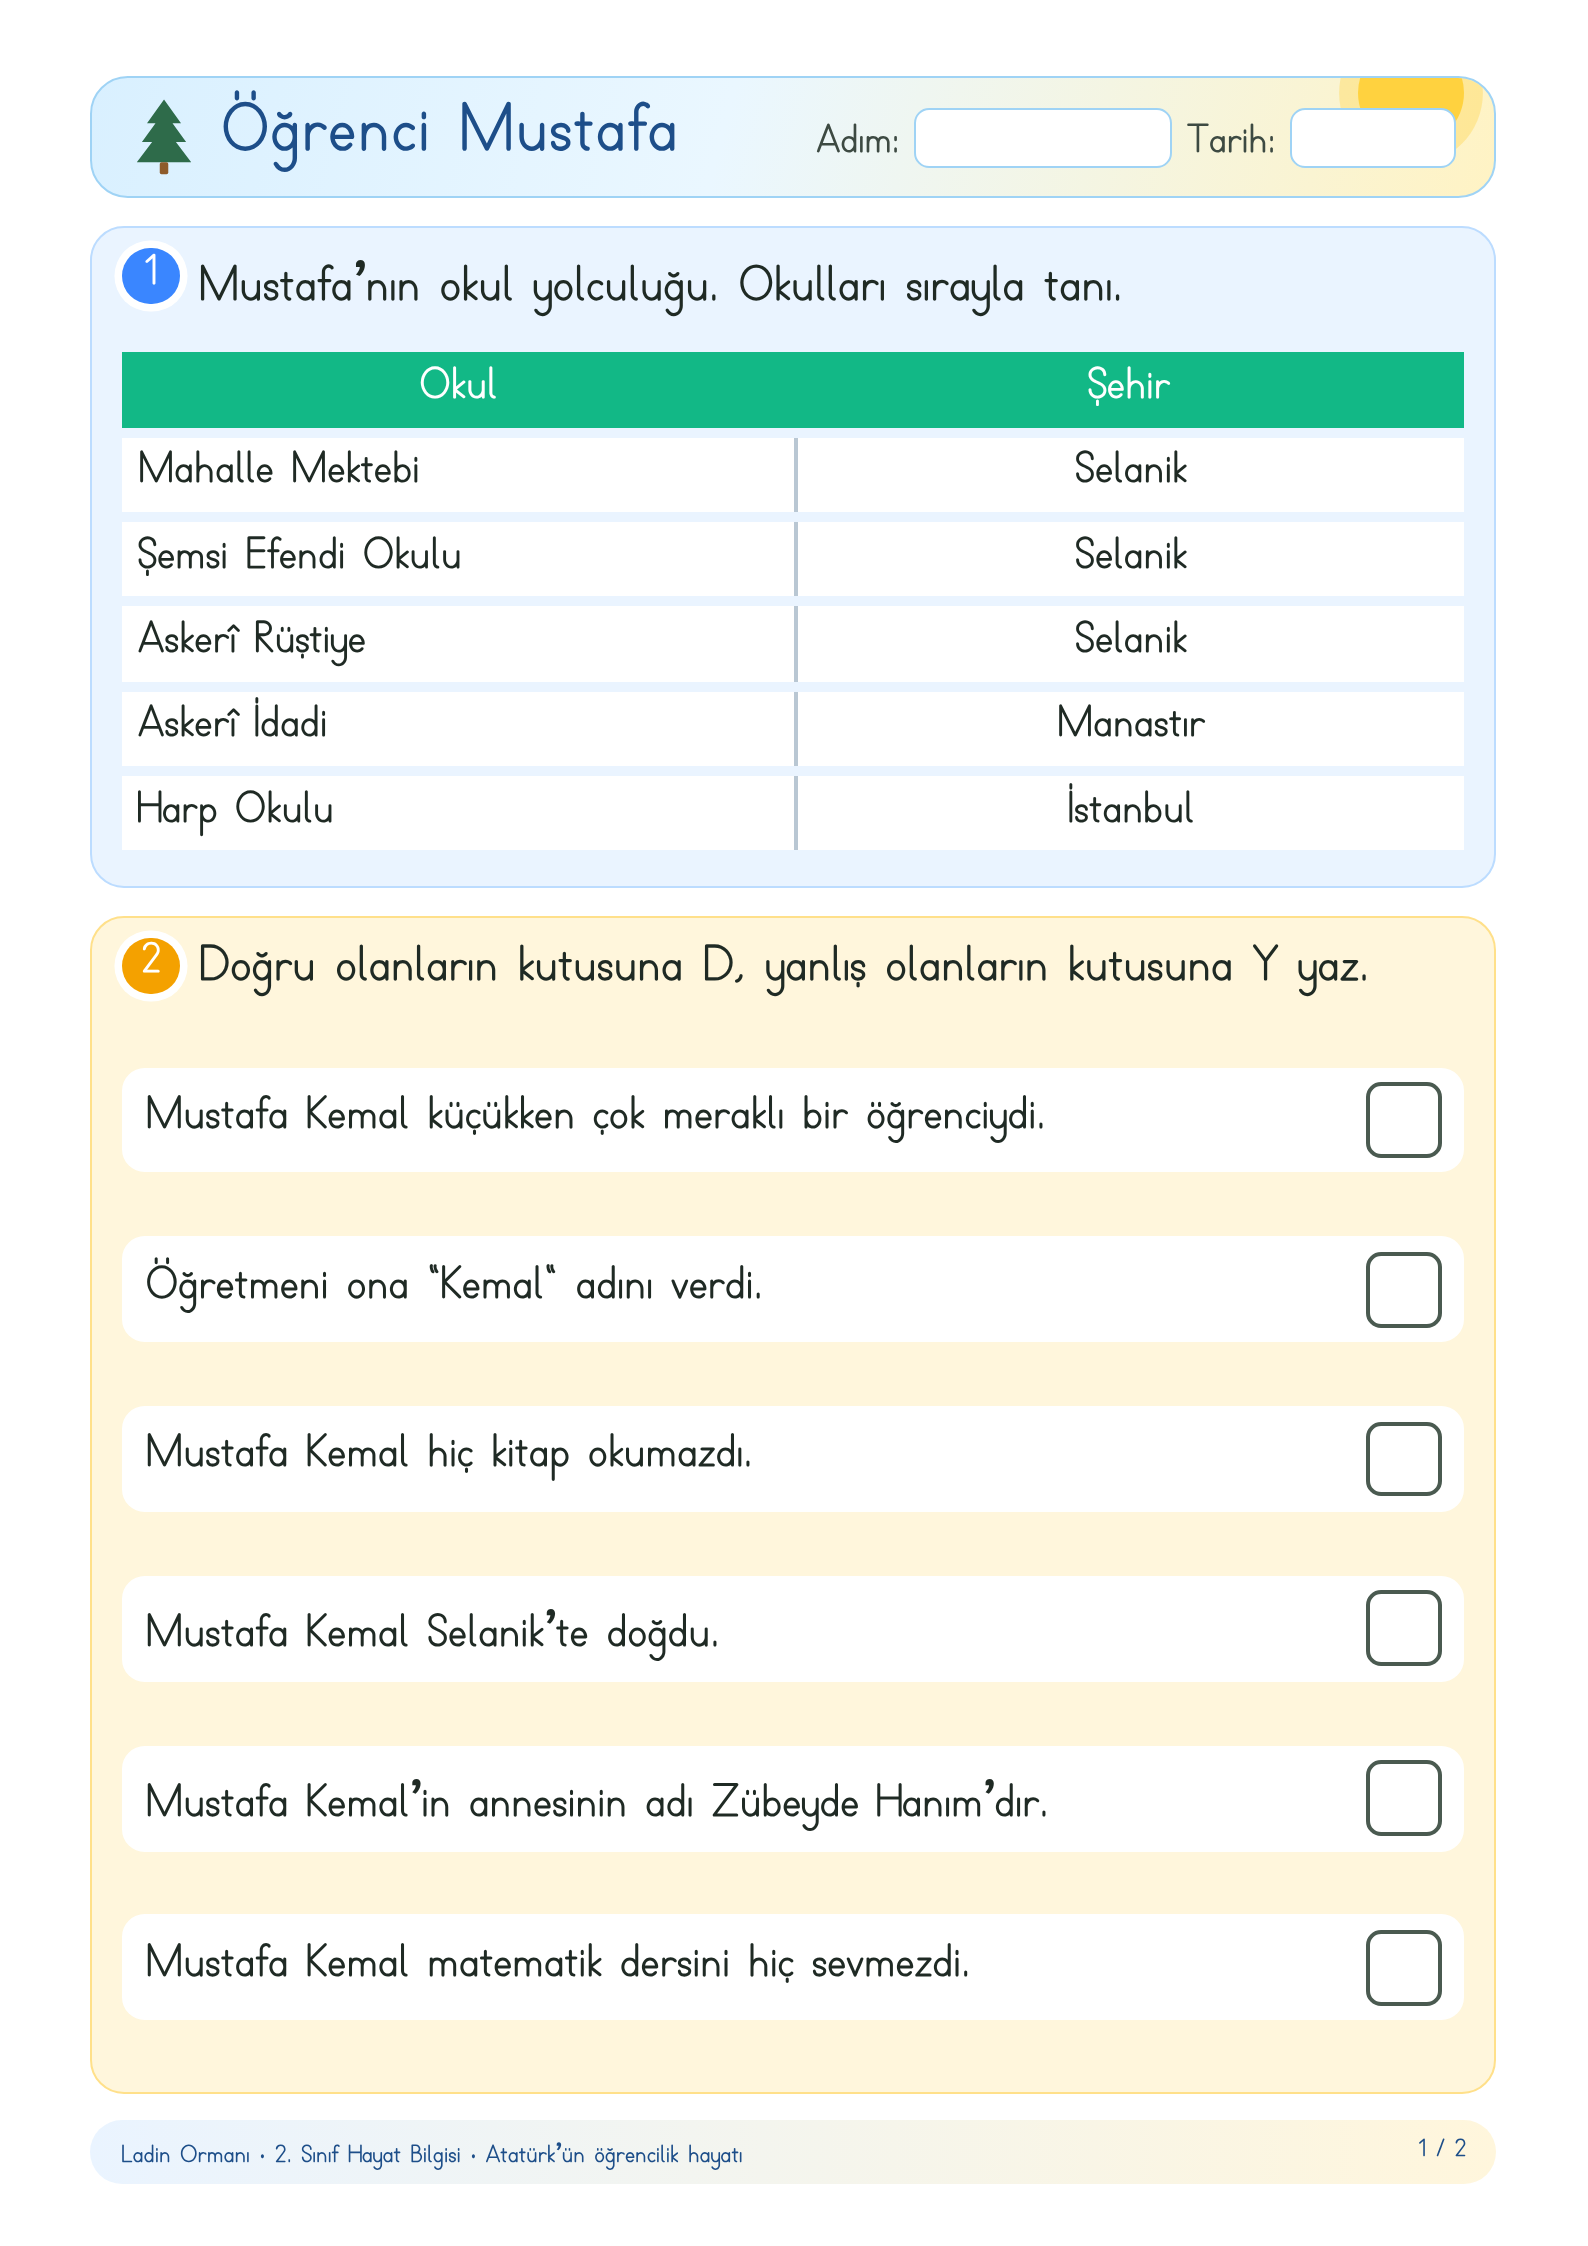 Öğrenci Mustafa Adım: Tarih:
1 Mustafa’nın okul yolculuğu. Okulları sırayla tanı.
Okul Şehir
Mahalle Mektebi Selanik
Şemsi Efendi Okulu Selanik
Askerî Rüştiye Selanik
Askerî İdadi Manastır
Harp Okulu İstanbul
2 Doğru olanların kutusuna D, yanlış olanların kutusuna Y yaz.
Mustafa Kemal küçükken çok meraklı bir öğrenciydi.
Öğretmeni ona “Kemal“ adını verdi.
Mustafa Kemal hiç kitap okumazdı.
Mustafa Kemal Selanik’te doğdu.
Mustafa Kemal’in annesinin adı Zübeyde Hanım’dır.
Mustafa Kemal matematik dersini hiç sevmezdi.
Ladin Ormanı • 2. Sınıf Hayat Bilgisi • Atatürk’ün öğrencilik hayatı 1 / 2